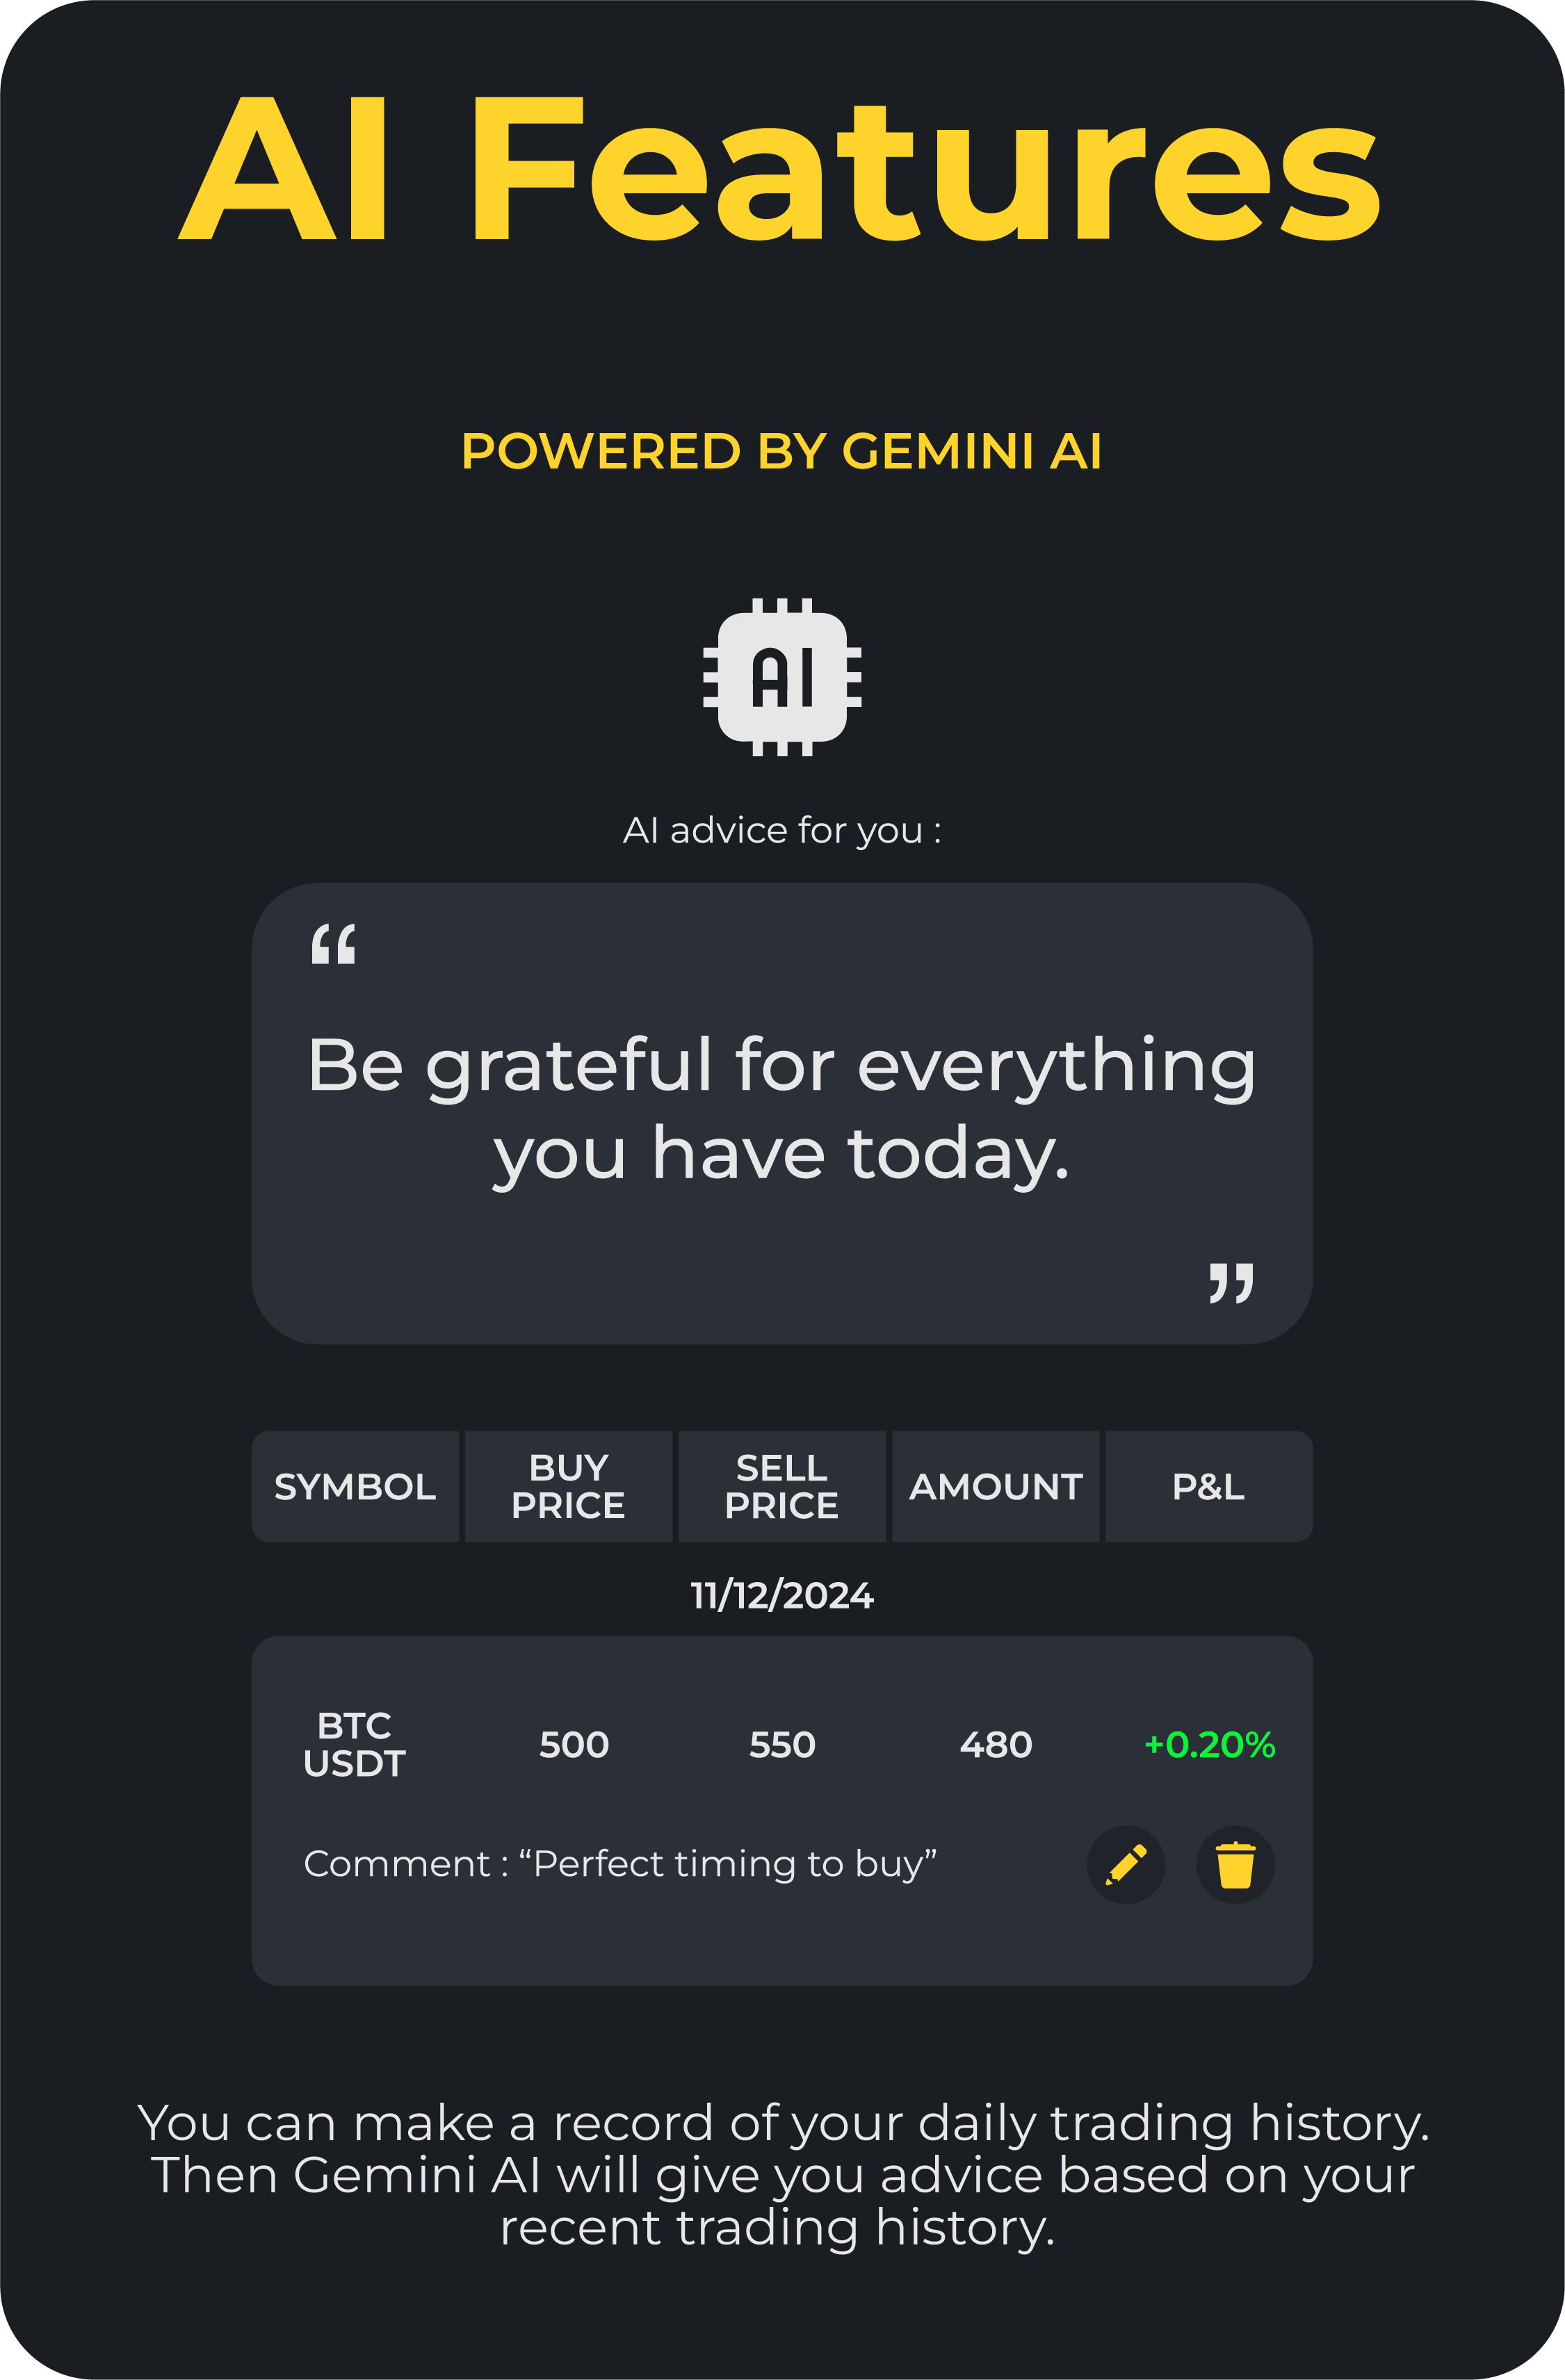 AI Features
POWERED BY GEMINI AI
AI
AI advice for you :
“
Be grateful for everything
you have today.
”
SYMBOL
BUY
PRICE
SELL
PRICE
AMOUNT
P&L
11/12/2024
BTC
USDT
500
550
480
+0.20%
Comment : “Perfect timing to buy”
You can make a record of your daily trading history.
Then Gemini AI will give you advice based on your
recent trading history.